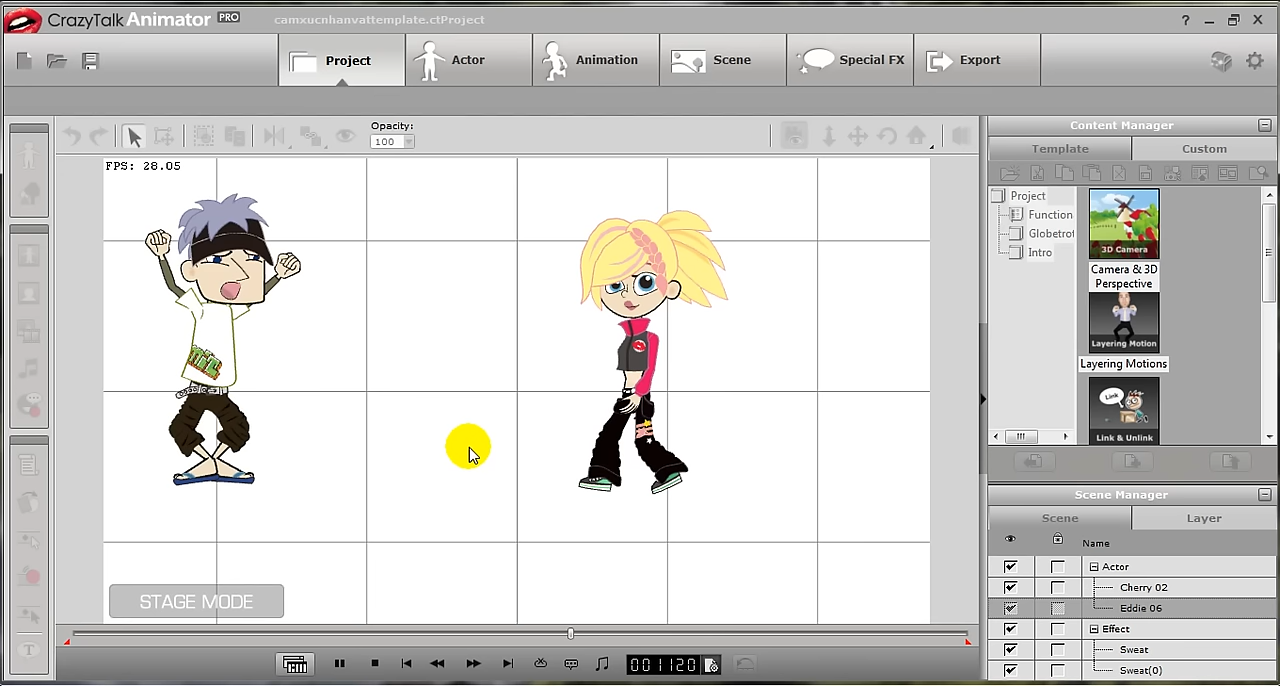 CrazyTalk Animator PRO
camxucnhanvattemplate.ctProject
?
Project
Actor
Animation
Scene
Special FX
Export
Opacity:
100
FPS: 28.05
Content Manager
Template
Custom
Project
Function
Globetrot
Intro
3D Camera
Camera & 3D
Perspective
Layering Motion
Layering Motions
Link
Link & Unlink
Scene Manager
Scene
Layer
Name
Actor
Cherry 02
Eddie 06
Effect
Sweat
Sweat(0)
STAGE MODE
001120
T